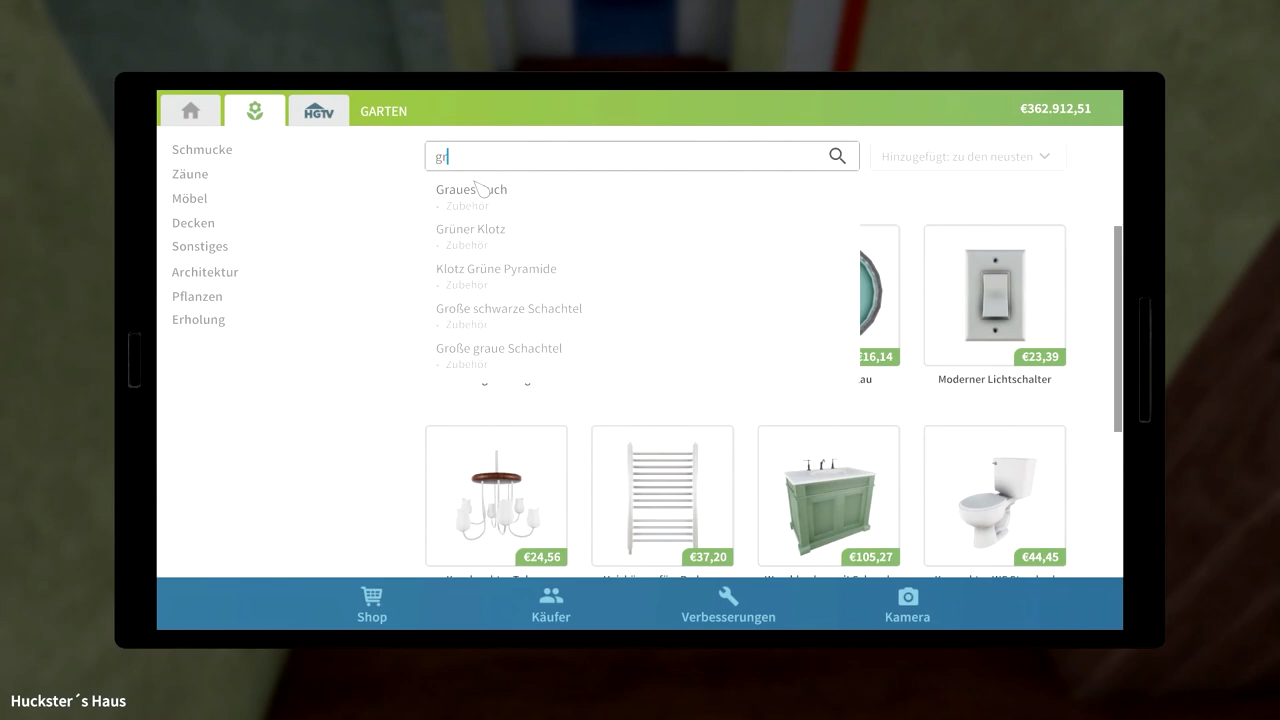 HGTV
GARTEN
€362.912,51
Schmucke
Zäune
Möbel
Decken
Sonstiges
Architektur
Pflanzen
Erholung
gr
Hinzugefügt: zu den neusten
Graues
• Zubehör
Grüner Klotz
• Zubehör
Klotz Grüne Pyramide
• Zubehör
Große schwarze Schachtel
• Zubehör
Große graue Schachtel
• Zubehör
€16,14
€23,39
Moderner Lichtschalter
€24,56
€37,20
€105,27
€44,45
Shop
Käufer
Verbesserungen
Kamera
Huckster´s Haus